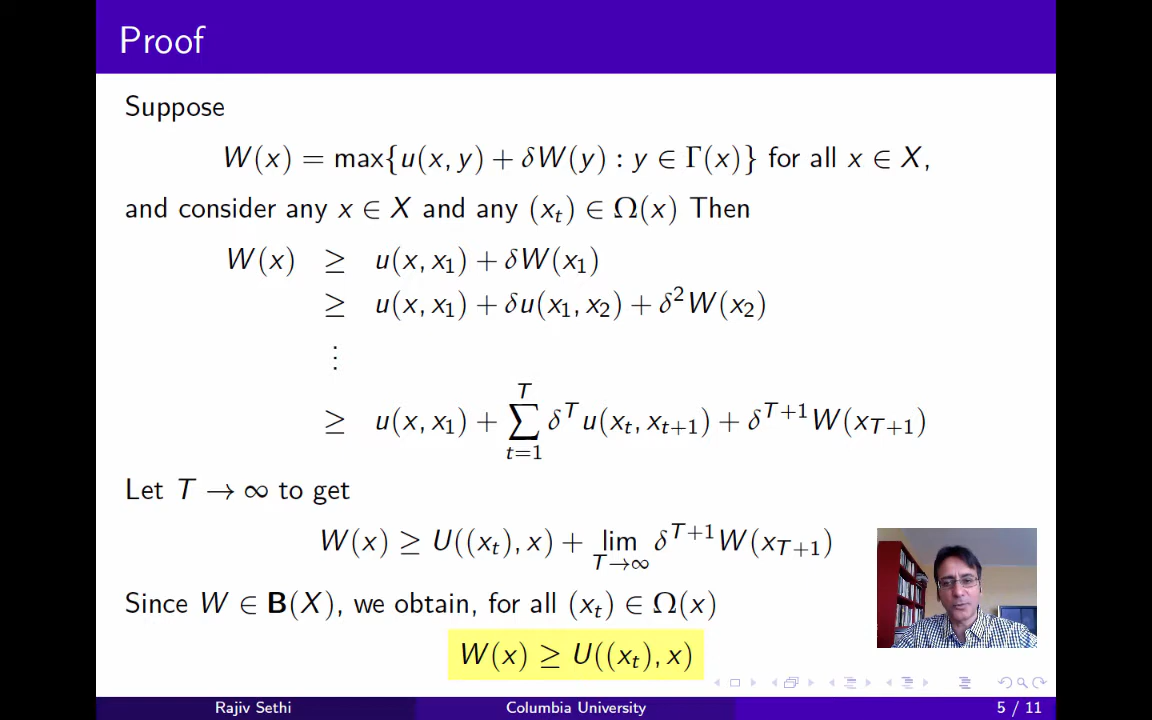 Proof
Suppose
W(x) = max{u(x, y) + δW(y) : y ∈ Γ(x)} for all x ∈ X,
and consider any x ∈ X and any (x_t) ∈ Ω(x) Then
W(x) ≥ u(x, x_1) + δW(x_1)
≥ u(x, x_1) + δu(x_1, x_2) + δ^2 W(x_2)
⋮
≥ u(x, x_1) + ∑_{t=1}^{T} δ^T u(x_t, x_{t+1}) + δ^{T+1} W(x_{T+1})
Let T → ∞ to get
W(x) ≥ U((x_t), x) + lim_{T→∞} δ^{T+1} W(x_{T+1})
Since W ∈ B(X), we obtain, for all (x_t) ∈ Ω(x)
W(x) ≥ U((x_t), x)
Rajiv Sethi Columbia University 5 / 11